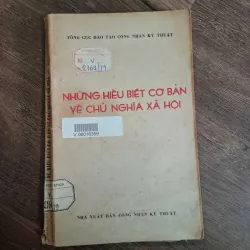 TỔNG CỤC ĐÀO TẠO CÔNG NHÂN KỸ THUẬT
V
NHỮNG HIỂU BIẾT CƠ BẢN
VỀ CHỦ NGHĨA XÃ HỘI
NHÀ XUẤT BẢN CÔNG NHÂN KỸ THUẬT